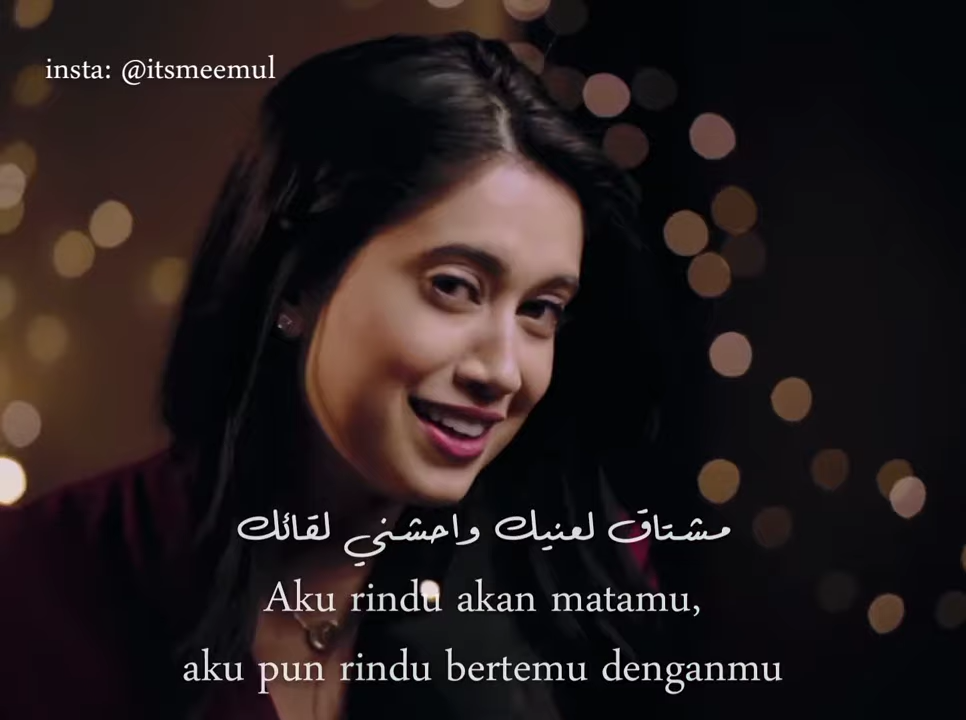 insta: @itsmeemul
مشتاق لعنيك واحشني لقائك
Aku rindu akan matamu,
aku pun rindu bertemu denganmu